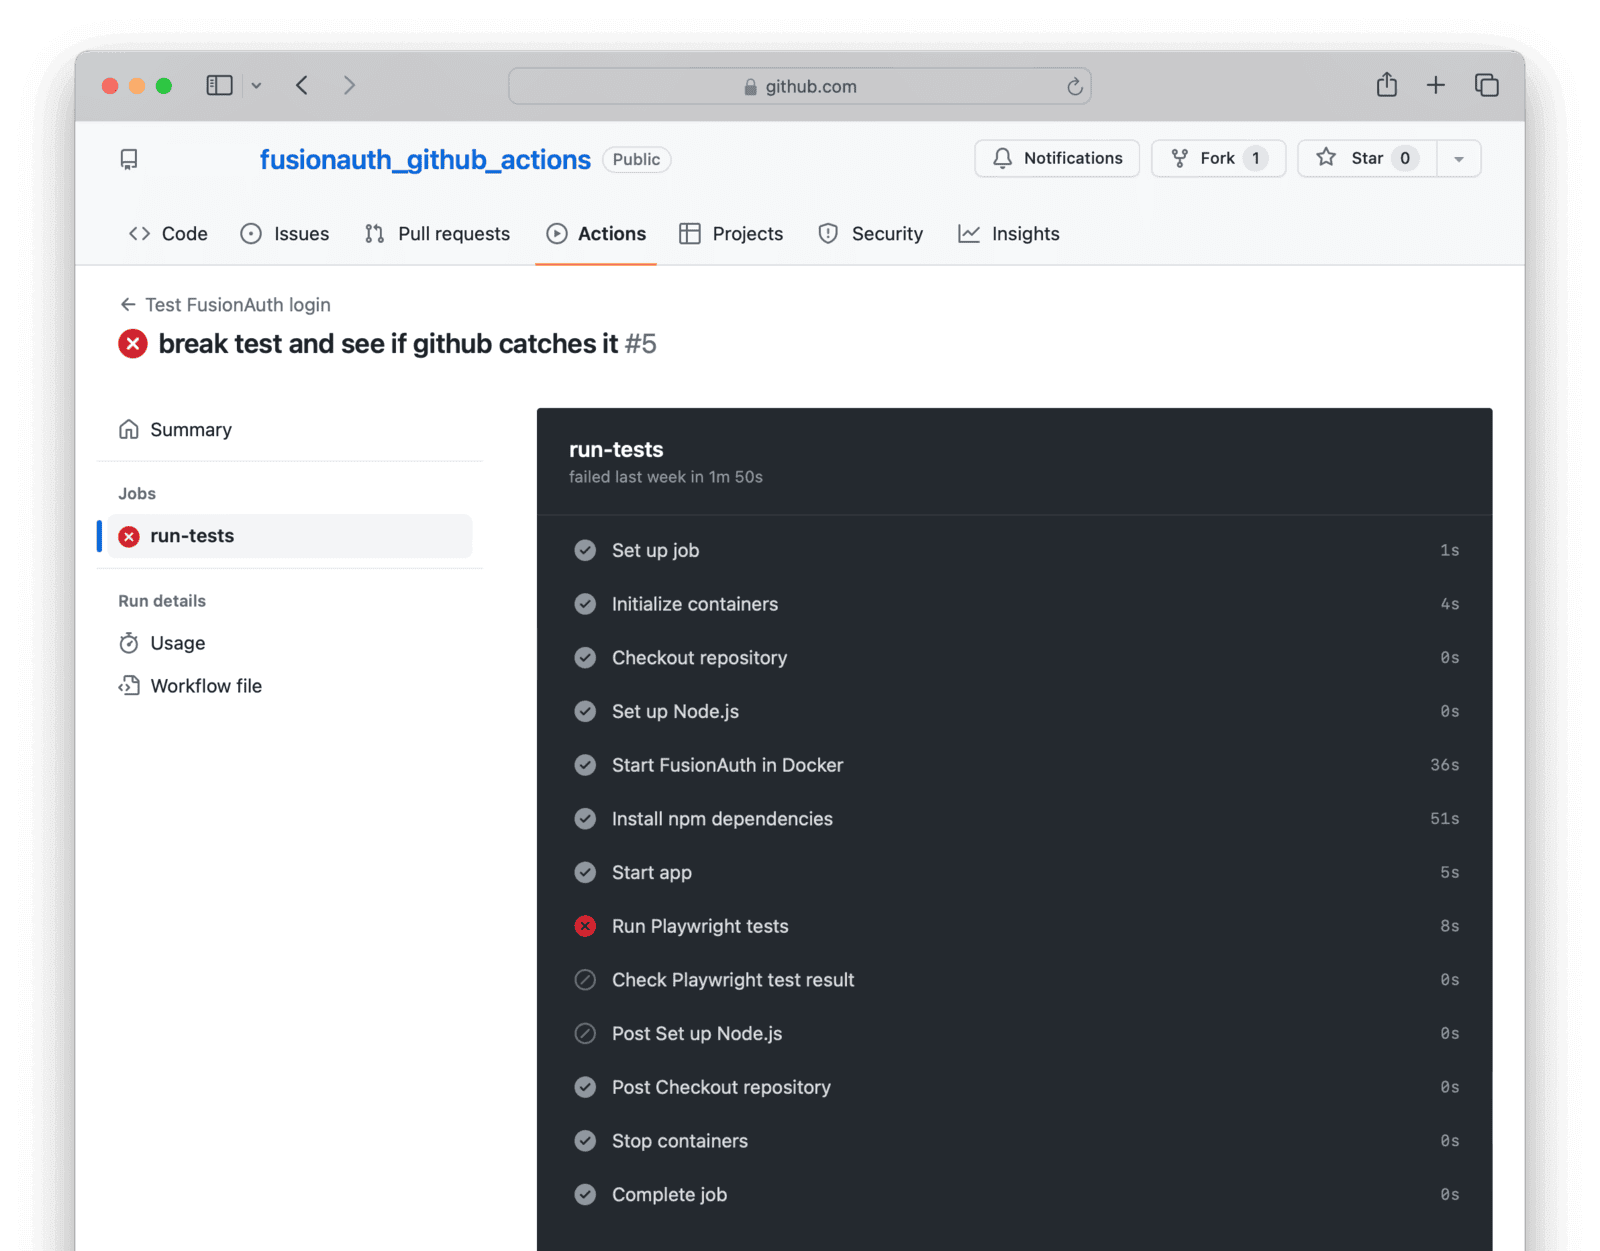 github.com
fusionauth_github_actions Public
Notifications Fork 1 Star 0
Code Issues Pull requests Actions Projects Security Insights
Test FusionAuth login
break test and see if github catches it #5
Summary
Jobs
run-tests
Run details
Usage
Workflow file
run-tests
failed last week in 1m 50s
Set up job 1s
Initialize containers 4s
Checkout repository 0s
Set up Node.js 0s
Start FusionAuth in Docker 36s
Install npm dependencies 51s
Start app 5s
Run Playwright tests 8s
Check Playwright test result 0s
Post Set up Node.js 0s
Post Checkout repository 0s
Stop containers 0s
Complete job 0s